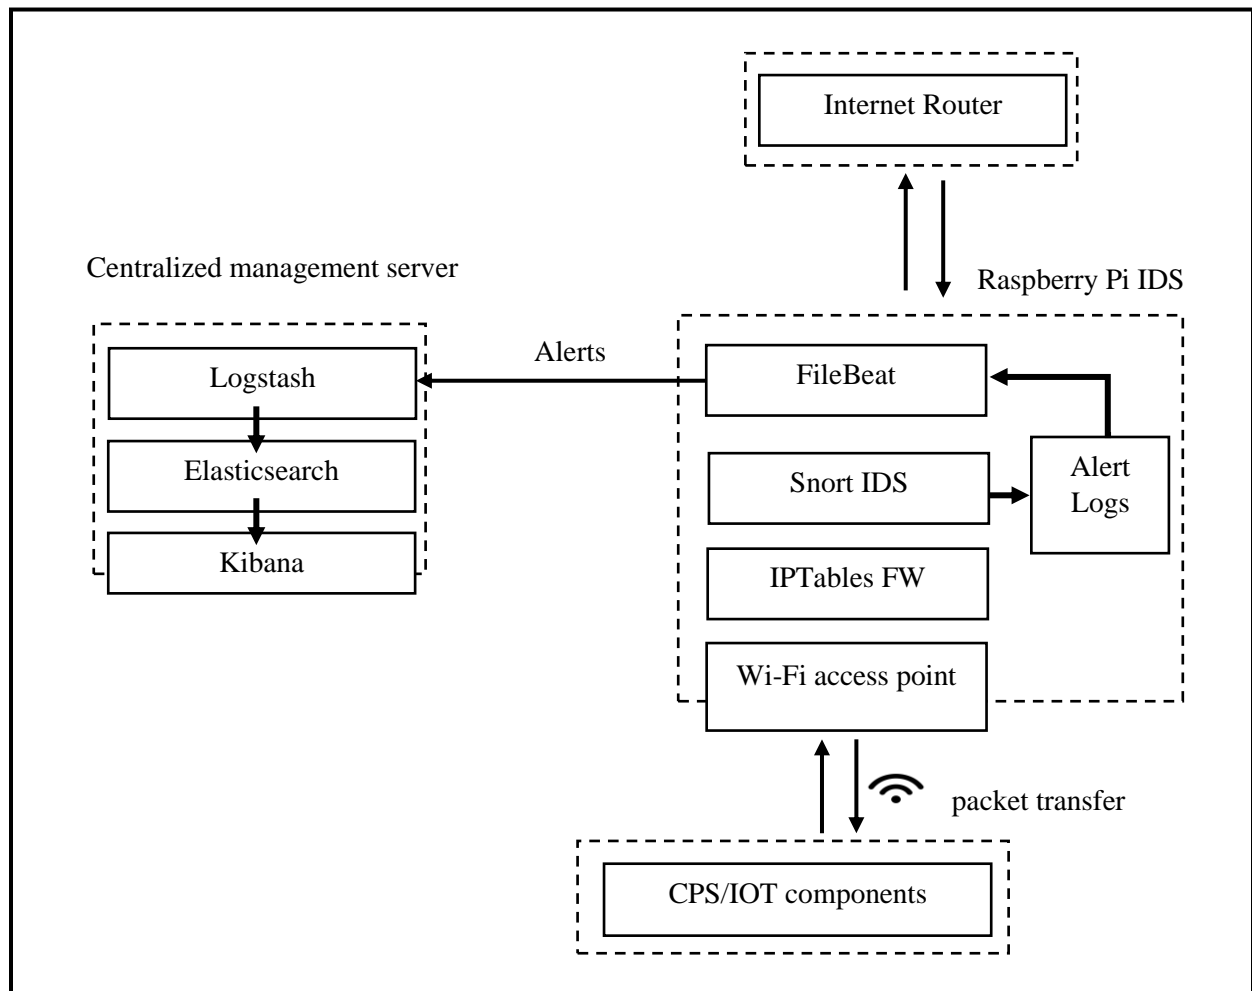 Internet Router
Centralized management server
Raspberry Pi IDS
Alerts
Logstash
FileBeat
Elasticsearch
Snort IDS
Alert
Logs
Kibana
IPTables FW
Wi-Fi access point
packet transfer
CPS/IOT components